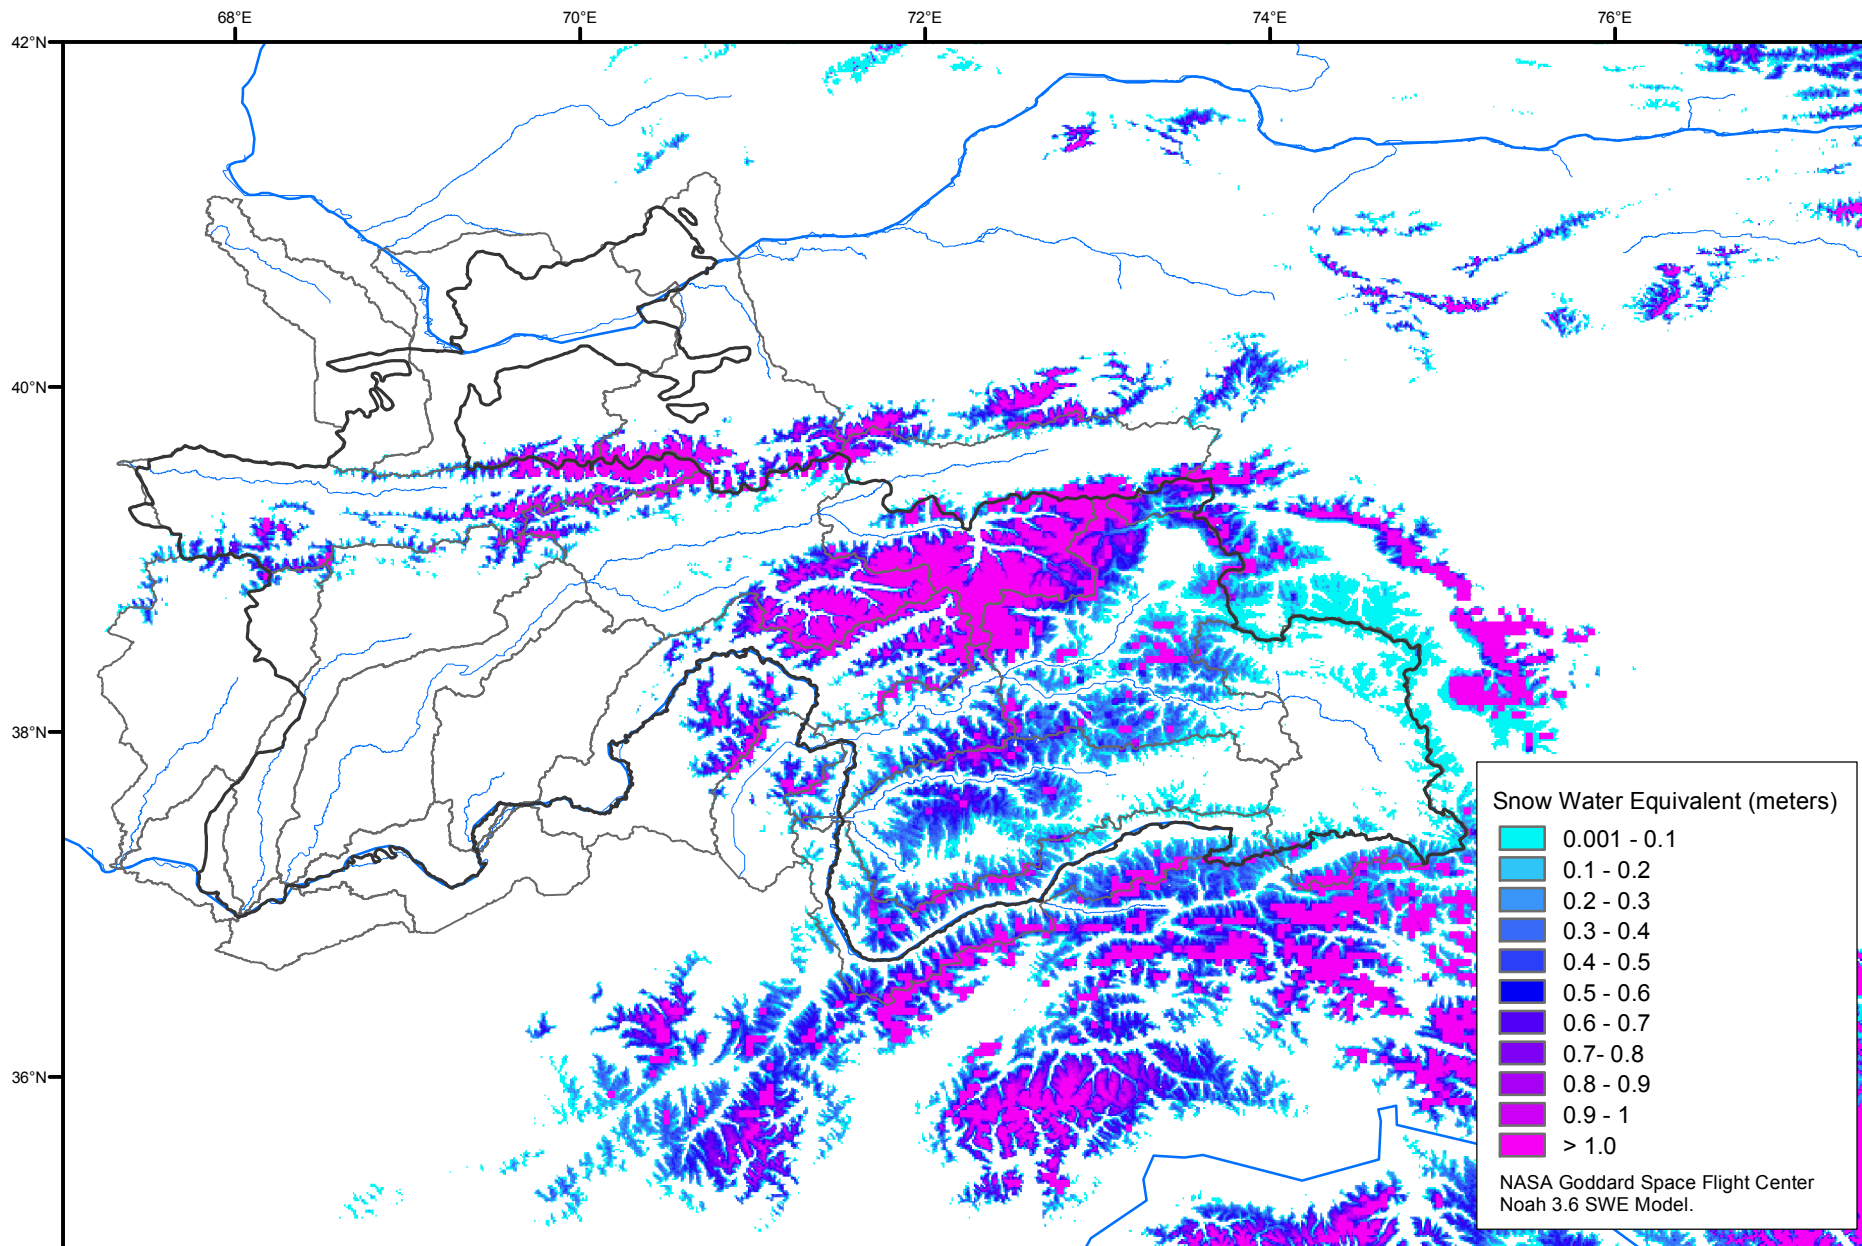 68°E 70°E 72°E 74°E 76°E
42°N
40°N
38°N
36°N
Snow Water Equivalent (meters)
0.001 - 0.1
0.1 - 0.2
0.2 - 0.3
0.3 - 0.4
0.4 - 0.5
0.5 - 0.6
0.6 - 0.7
0.7- 0.8
0.8 - 0.9
0.9 - 1
> 1.0
NASA Goddard Space Flight Center
Noah 3.6 SWE Model.